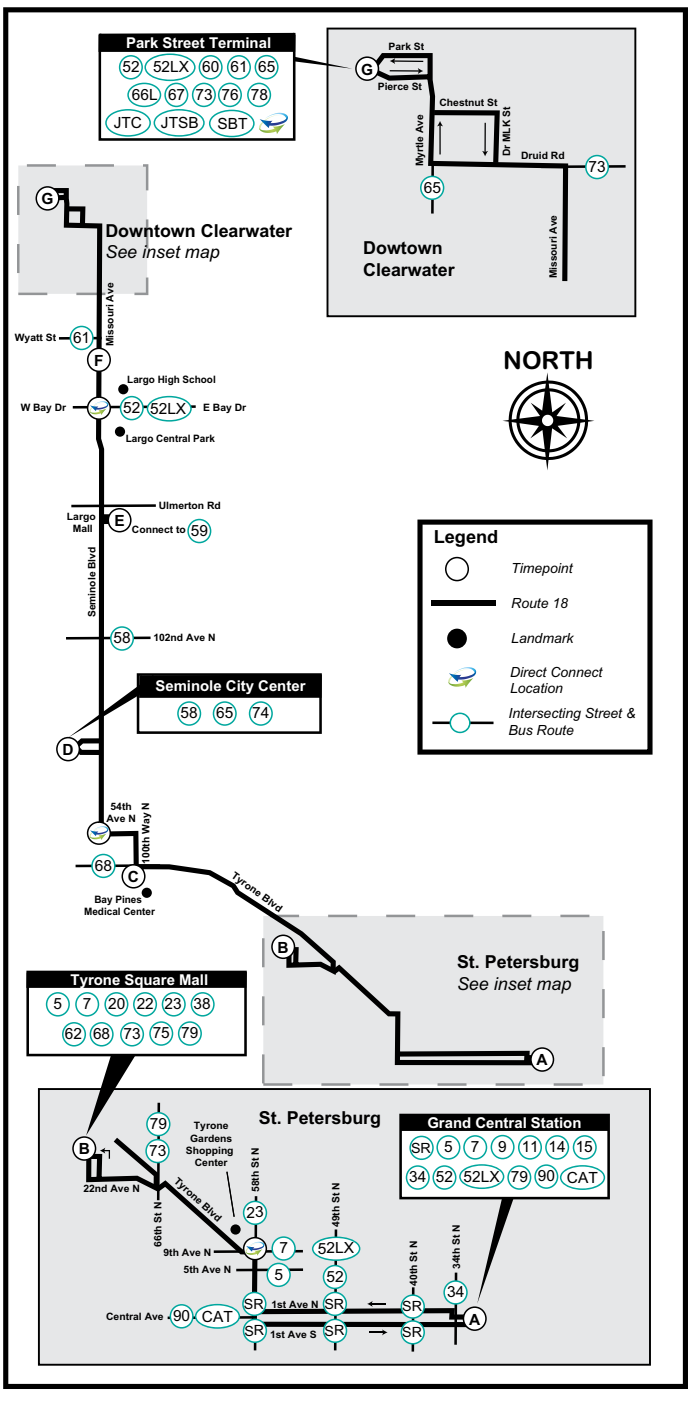 Park Street Terminal
52 52LX 60 61 65
66L 67 73 76 78
JTC JTSB SBT
Park St
G
Pierce St
Chestnut St
Myrtle Ave
Dr MLK St
Druid Rd
73
65
Missouri Ave
Dowtown
Clearwater
G
Downtown Clearwater
See inset map
Missouri Ave
Wyatt St
61
F
Largo High School
W Bay Dr
52
52LX
E Bay Dr
Largo Central Park
NORTH
Ulmerton Rd
Largo
Mall
E
Connect to
59
Seminole Blvd
58
102nd Ave N
Legend
Timepoint
Route 18
Landmark
Direct Connect
Location
Intersecting Street &
Bus Route
Seminole City Center
58 65 74
D
54th
Ave N
100th Way N
68
C
Bay Pines
Medical Center
Tyrone Blvd
B
St. Petersburg
See inset map
A
Tyrone Square Mall
5 7 20 22 23 38
62 68 73 75 79
St. Petersburg
Grand Central Station
SR 5 7 9 11 14 15
34 52 52LX 79 90 CAT
B
79
73
Tyrone
Gardens
Shopping
Center
22nd Ave N
66th St N
Tyrone Blvd
58th St N
23
49th St N
9th Ave N
7
52LX
40th St N
34th St N
5th Ave N
5
52
34
SR
1st Ave N
SR
SR
Central Ave
90
CAT
A
SR
1st Ave S
SR
SR